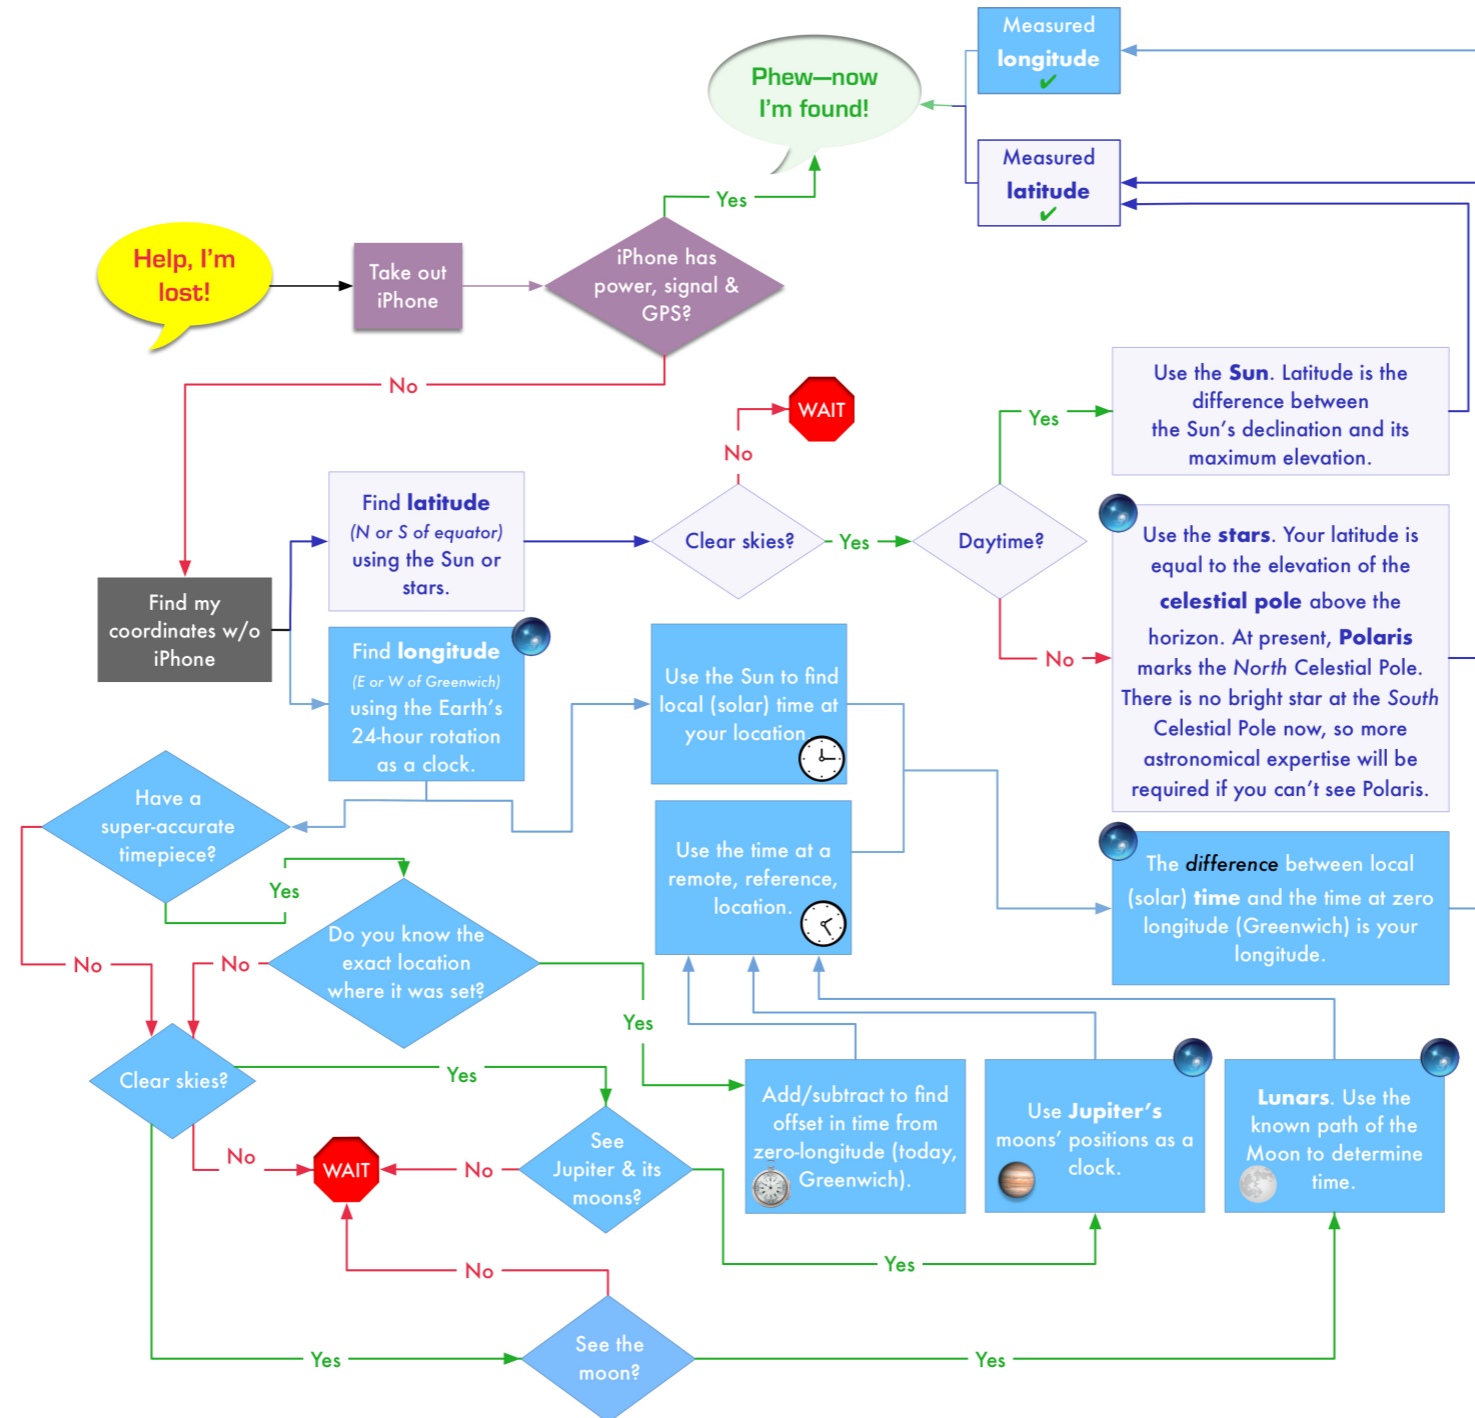 Measured
longitude
Phew—now
I'm found!
Measured
latitude
Yes
Help, I'm
lost!
Take out
iPhone
iPhone has
power, signal &
GPS?
No
WAIT
No
Yes
Use the Sun. Latitude is the
difference between
the Sun's declination and its
maximum elevation.
Find latitude
(N or S of equator)
using the Sun or
stars.
Clear skies?
Yes
Daytime?
No
Use the stars. Your latitude is
equal to the elevation of the
celestial pole above the
horizon. At present, Polaris
marks the North Celestial Pole.
There is no bright star at the South
Celestial Pole now, so more
astronomical expertise will be
required if you can't see Polaris.
Find my
coordinates w/o
iPhone
Find longitude
(E or W of Greenwich)
using the Earth's
24-hour rotation
as a clock.
Use the Sun to find
local (solar) time at
your location.
Have a
super-accurate
timepiece?
Yes
Use the time at a
remote, reference,
location.
The difference between local
(solar) time and the time at zero
longitude (Greenwich) is your
longitude.
No
No
Do you know the
exact location
where it was set?
Yes
Clear skies?
Yes
No
WAIT
No
See
Jupiter & its
moons?
Add/subtract to find
offset in time from
zero-longitude (today,
Greenwich).
Use Jupiter's
moons' positions as a
clock.
Lunars. Use the
known path of the
Moon to determine
time.
No
Yes
Yes
See the
moon?
Yes